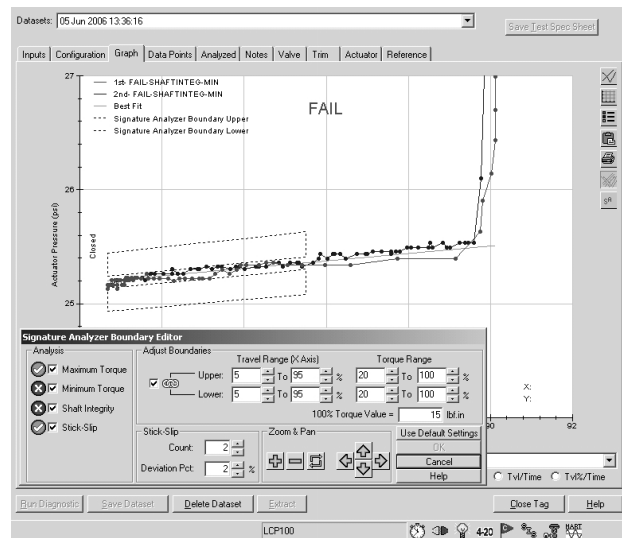 Datasets: 05 Jun 2006 13:36:16
Save Test Spec Sheet
Inputs Configuration Graph Data Points Analyzed Notes Valve Trim Actuator Reference
27
1st- FAIL-SHAFTINTEG-MIN
2nd- FAIL-SHAFTINTEG-MIN
Best Fit
Signature Analyzer Boundary Upper
Signature Analyzer Boundary Lower
FAIL
26
Actuator Pressure (psi)
Closed
25
SA
Signature Analyzer Boundary Editor
Analysis
Maximum Torque
Minimum Torque
Shaft Integrity
Stick-Slip
Adjust Boundaries
Travel Range (X Axis) Torque Range
Upper: 5 To 95 % 20 To 100 %
Lower: 5 To 95 % 20 To 100 %
100% Torque Value = 15 lbf.in
Stick-Slip
Count: 2
Deviation Pct: 2 %
Zoom & Pan
Use Default Settings
OK
Cancel
Help
X:
Y:
90 92
Tvl/Time Tvl%/Time
Run Diagnostic Save Dataset Delete Dataset Extract Close Tag Help
LCP100 4-20 HART